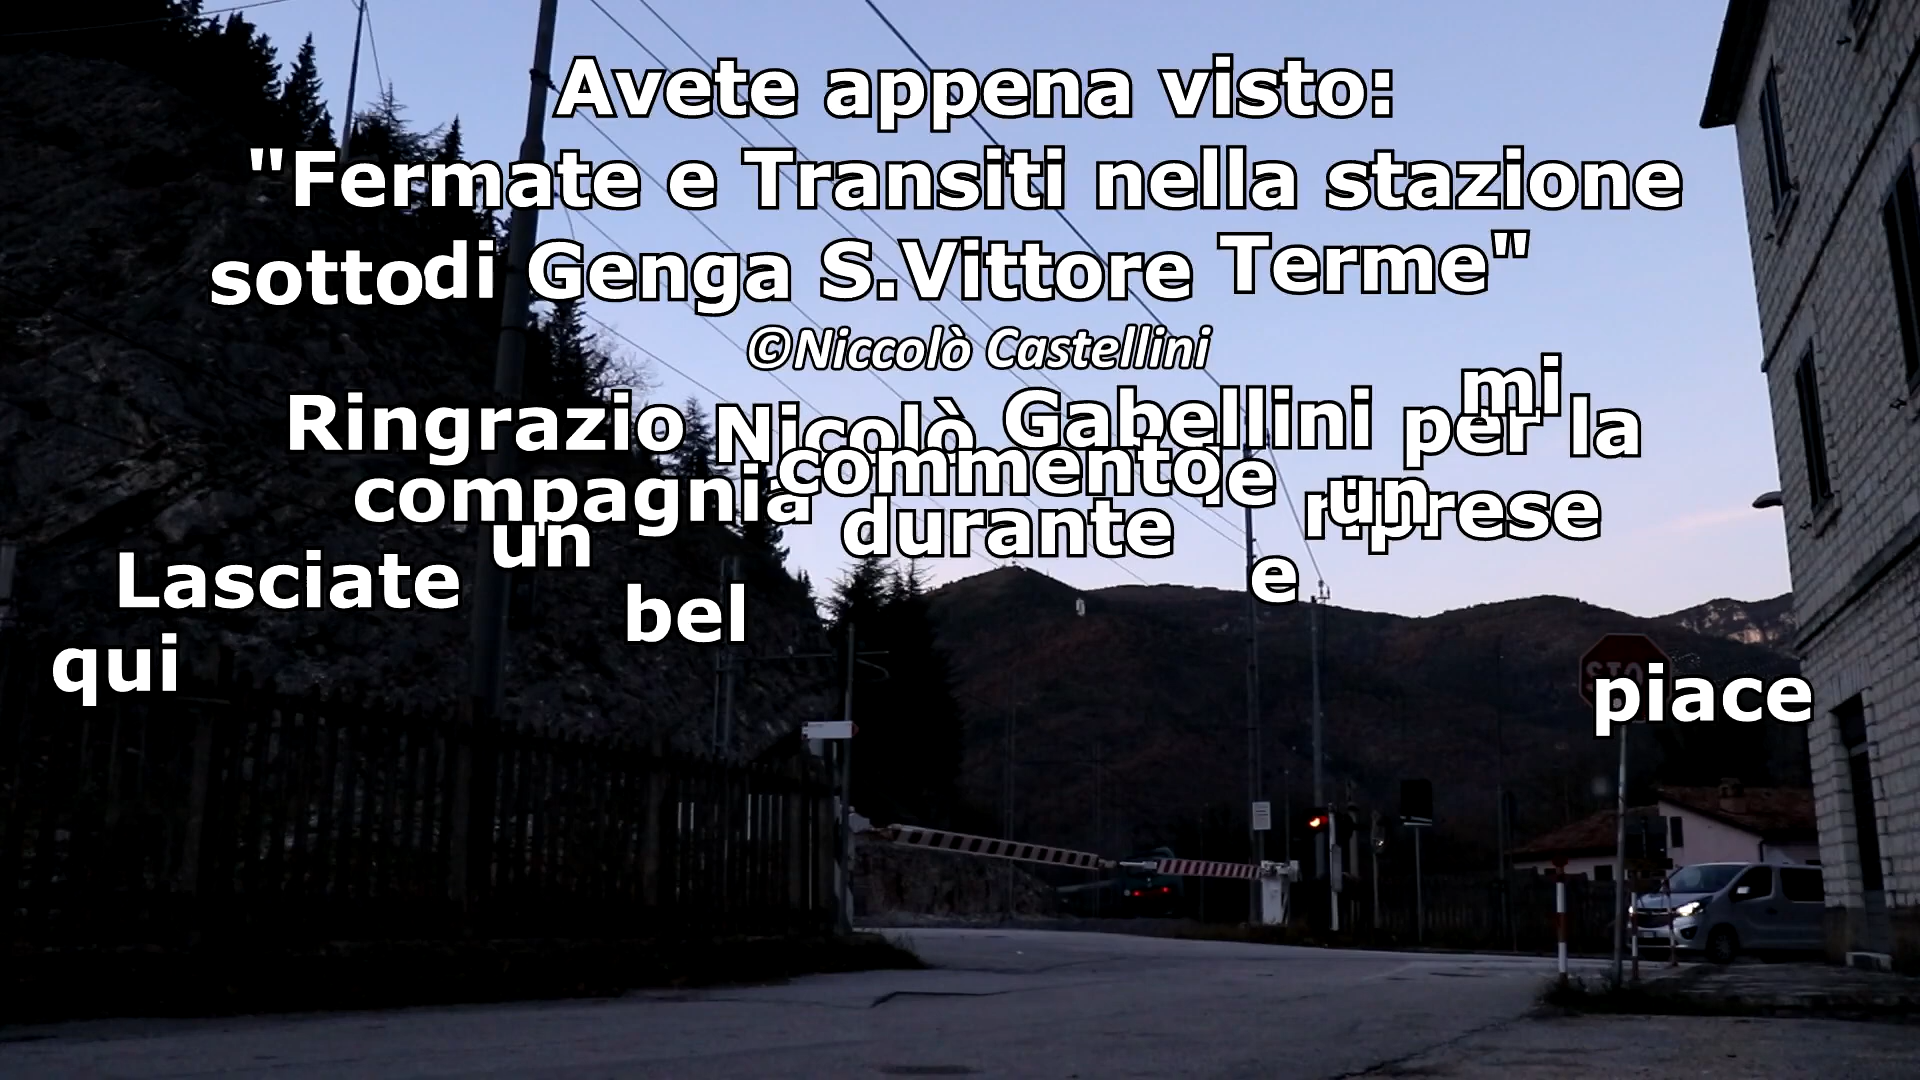 Avete appena visto:
"Fermate e Transiti nella stazione
di Genga S.Vittore Terme"
©Niccolò Castellini
Ringrazio Nicolò Gabellini per la
compagnia durante e riprese
Lasciate un bel commento e un mi piace
qui sotto
STOP